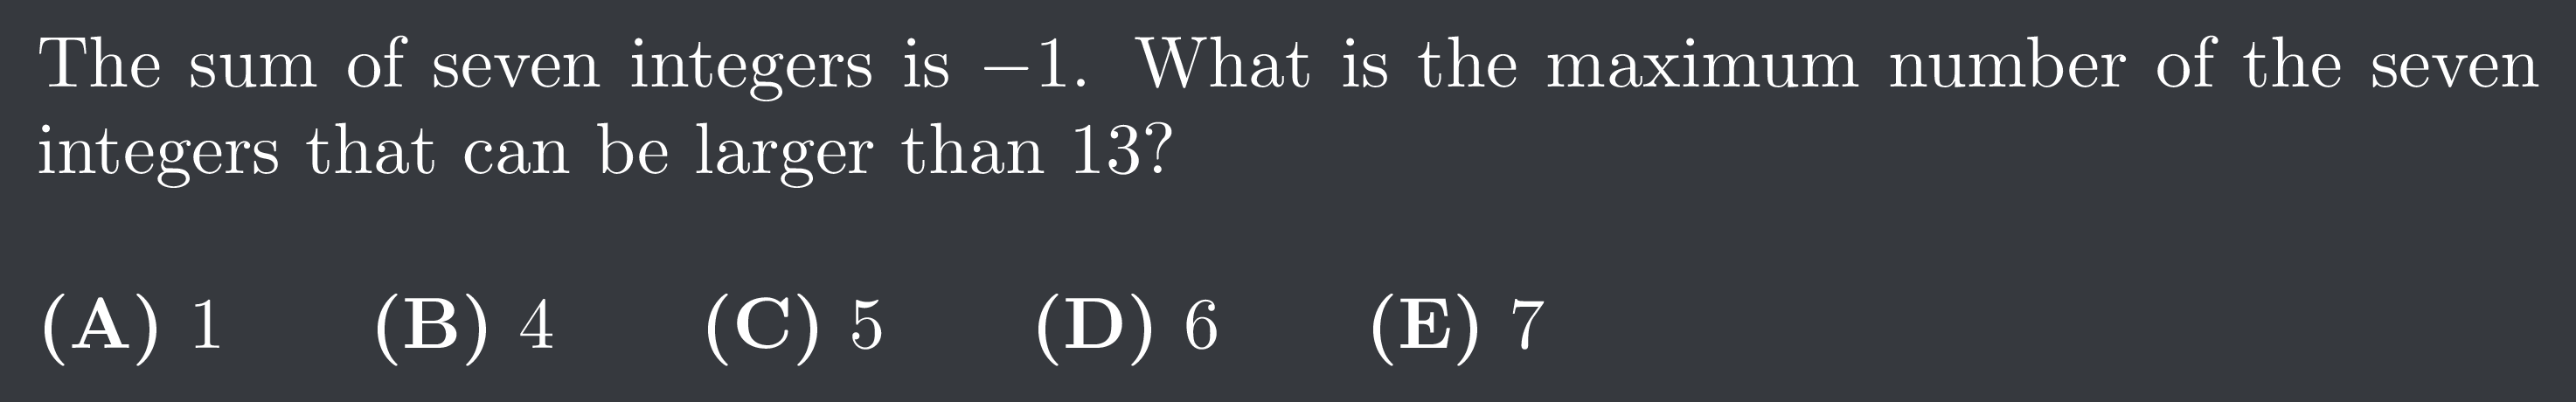 The sum of seven integers is −1. What is the maximum number of the seven
integers that can be larger than 13?
(A) 1 (B) 4 (C) 5 (D) 6 (E) 7